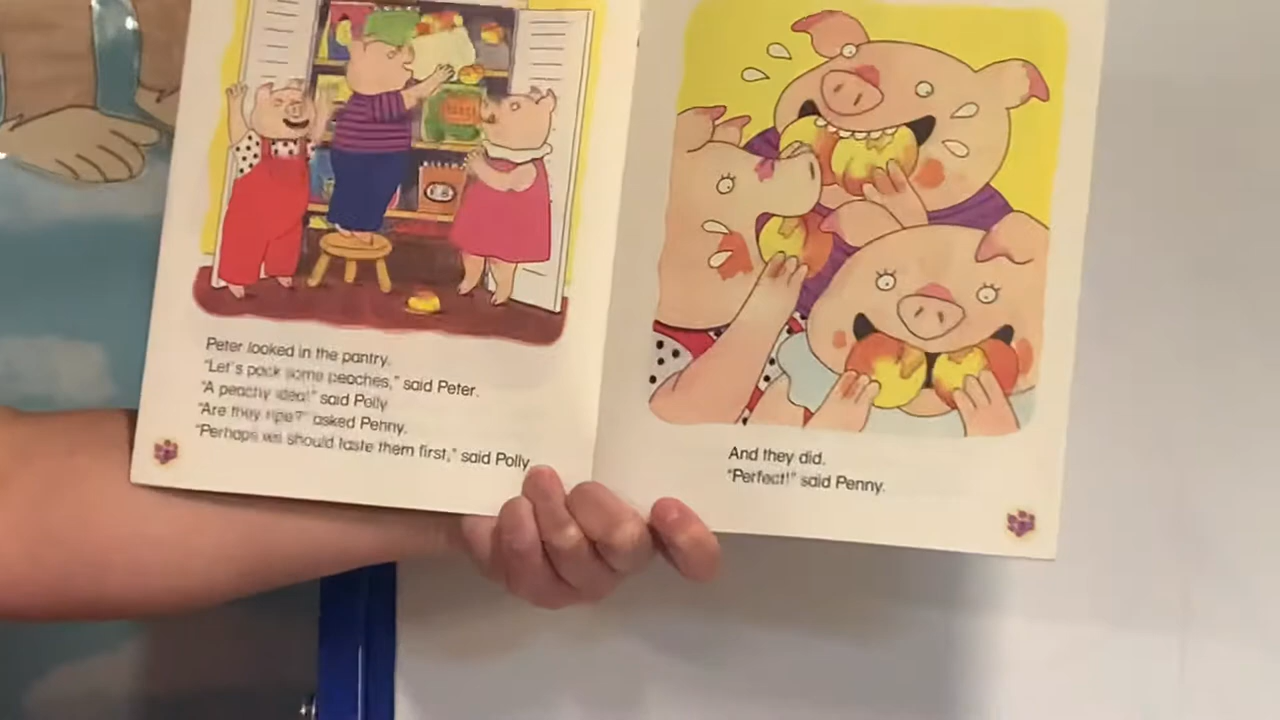 Peter looked in the pantry.
"Let's pack some peaches," said Peter.
"A peachy idea!" said Polly
"Are they ripe?" asked Penny.
"Perhaps we should taste them first," said Polly.
And they did.
"Perfect!" said Penny.